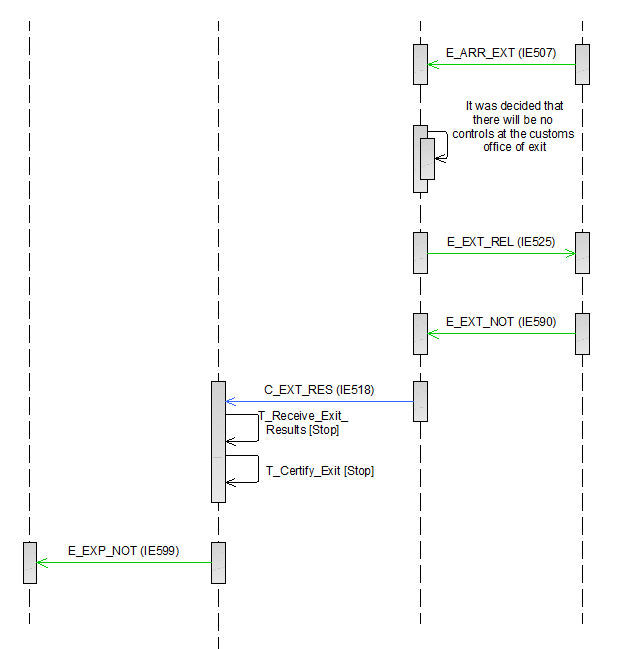 E_ARR_EXT (IE507)
It was decided that
there will be no
controls at the customs
office of exit
E_EXT_REL (IE525)
E_EXT_NOT (IE590)
C_EXT_RES (IE518)
T_Receive_Exit_
Results [Stop]
T_Certify_Exit [Stop]
E_EXP_NOT (IE599)